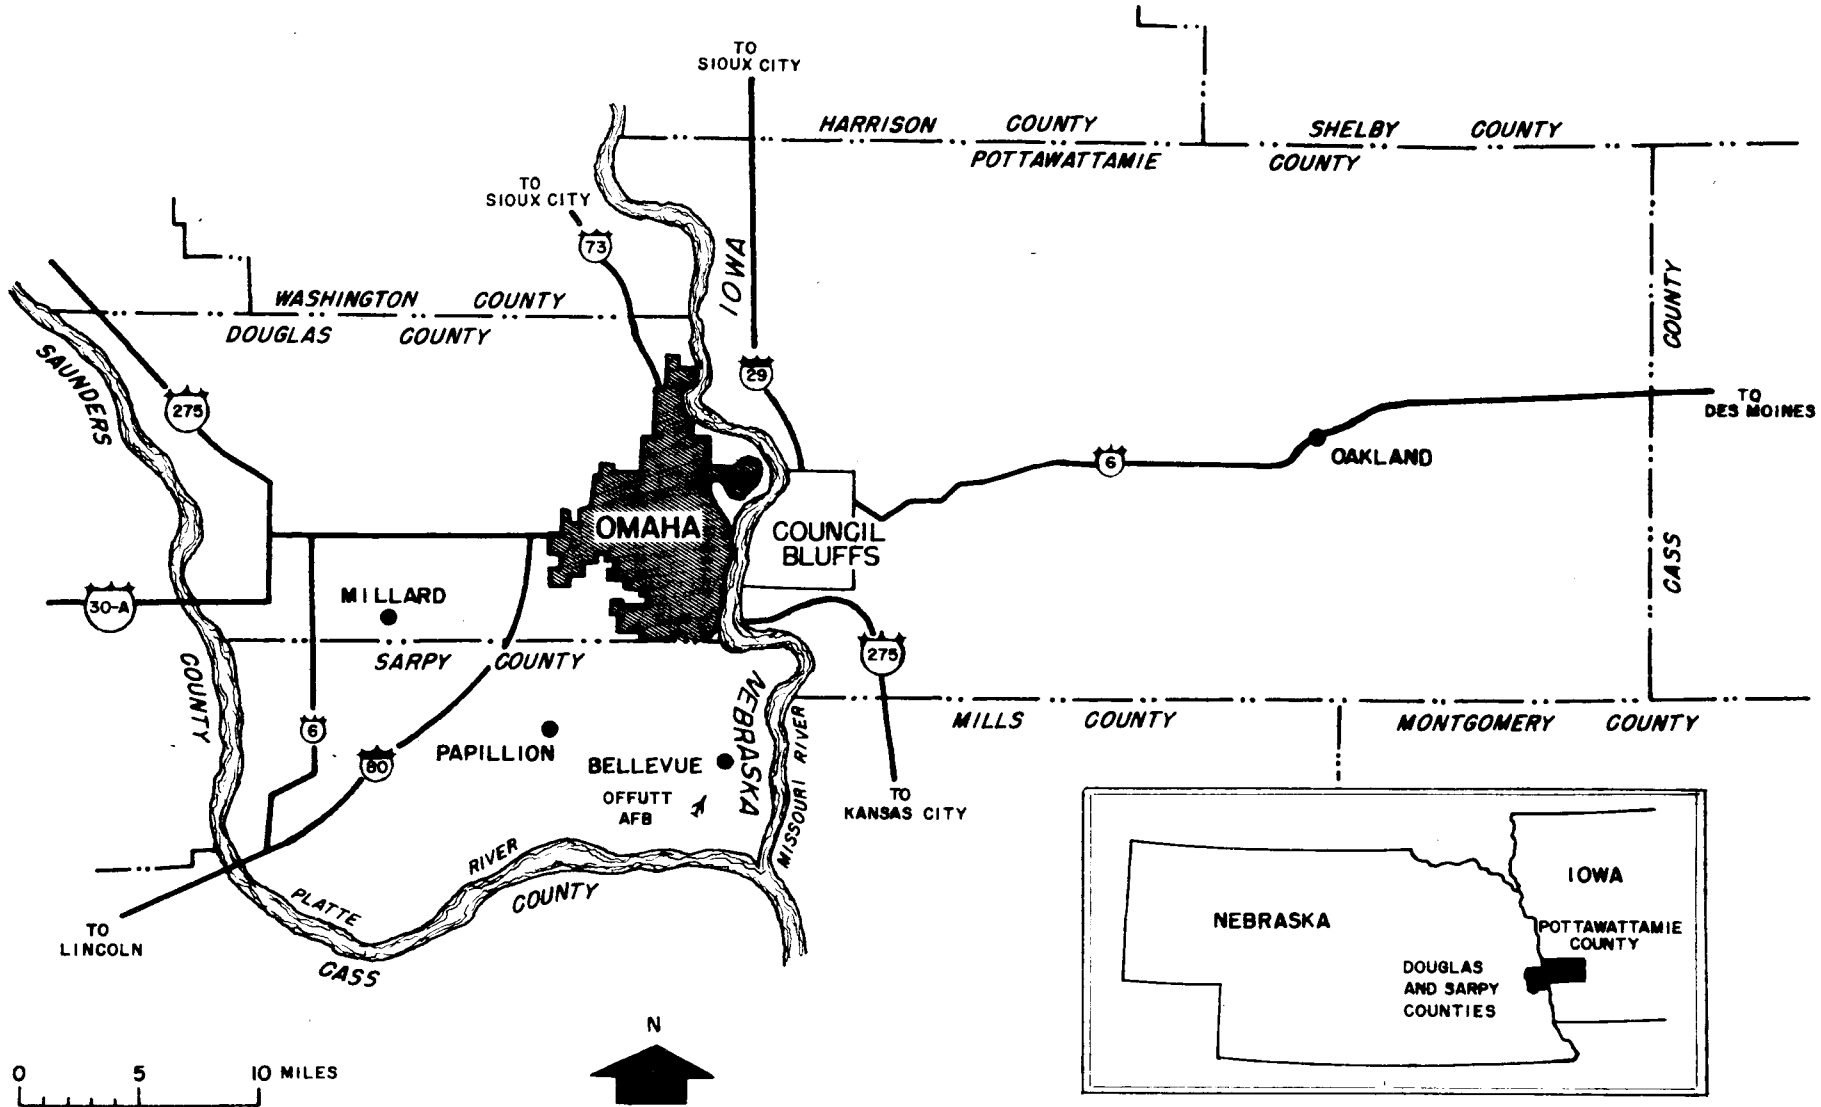 TO
SIOUX CITY
HARRISON COUNTY
SHELBY COUNTY
POTTAWATTAMIE COUNTY
TO
SIOUX CITY
73
IOWA
WASHINGTON COUNTY
DOUGLAS COUNTY
SAUNDERS
COUNTY
275
29
COUNTY
CASS
TO
DES MOINES
OAKLAND
6
OMAHA
COUNCIL
BLUFFS
30-A
MILLARD
SARPY COUNTY
275
NEBRASKA
MISSOURI RIVER
MILLS COUNTY
MONTGOMERY COUNTY
6
80
PAPILLION
BELLEVUE
OFFUTT
AFB
TO
KANSAS CITY
PLATTE RIVER
CASS COUNTY
TO
LINCOLN
NEBRASKA
IOWA
POTTAWATTAMIE
COUNTY
DOUGLAS
AND SARPY
COUNTIES
N
0 5 10 MILES